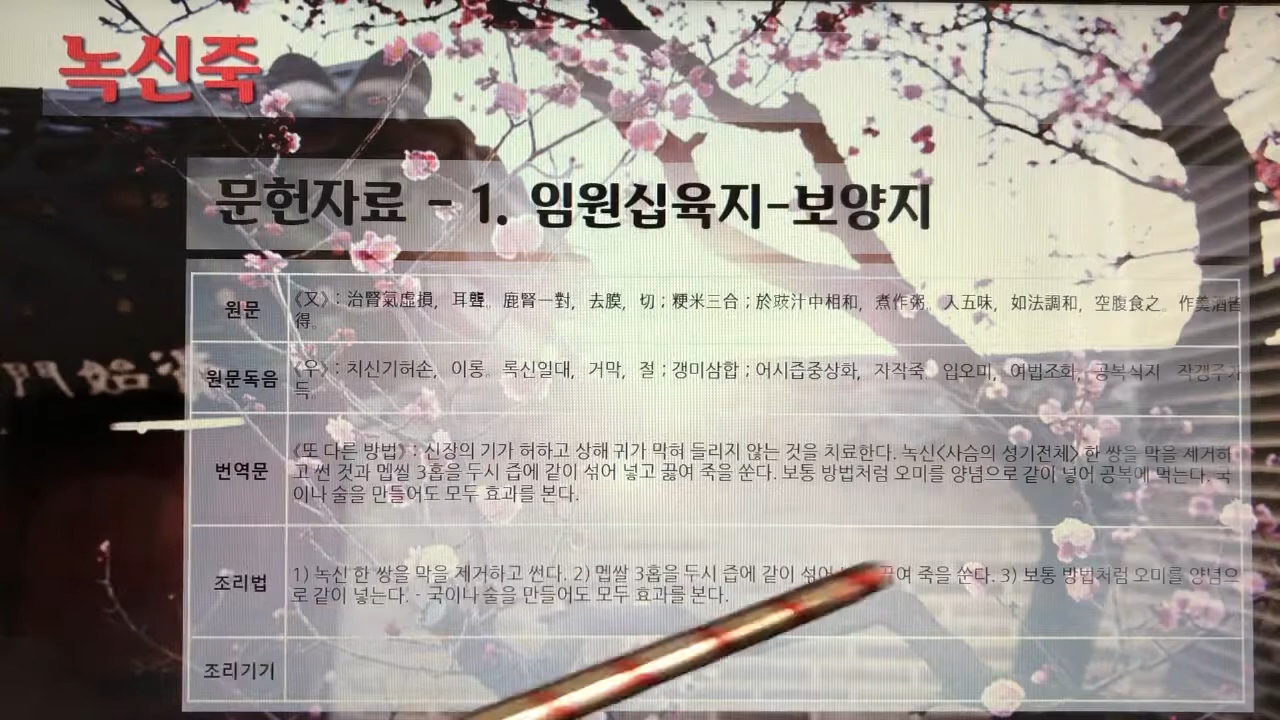 녹신죽
문헌자료 - 1. 임원십육지-보양지
원문
《又》: 治腎氣虛損, 耳聾。鹿腎一對, 去膜, 切 ; 粳米三合 ; 於豉汁中相和, 煮作粥。入五味, 如法調和, 空腹食之。作羹酒皆
得。
원문독음
《우》: 치신기허손, 이롱。록신일대, 거막, 절 ; 갱미삼합 ; 어시즙중상화, 자작죽。입오미, 여법조화, 공복식지 작갱주개
득。
번역문
《또 다른 방법》: 신장의 기가 허하고 상해 귀가 막혀 들리지 않는 것을 치료한다. 녹신<사슴의 성기전체> 한 쌍을 막을 제거하
고 썬 것과 멥쌀 3홉을 두시 즙에 같이 섞어 넣고 끓여 죽을 쑨다. 보통 방법처럼 오미를 양념으로 같이 넣어 공복에 먹는다. 국
이나 술을 만들어도 모두 효과를 본다.
조리법
1) 녹신 한 쌍을 막을 제거하고 썬다. 2) 멥쌀 3홉을 두시 즙에 같이 섞어 끓여 죽을 쑨다. 3) 보통 방법처럼 오미를 양념으
로 같이 넣는다. - 국이나 술을 만들어도 모두 효과를 본다.
조리기기